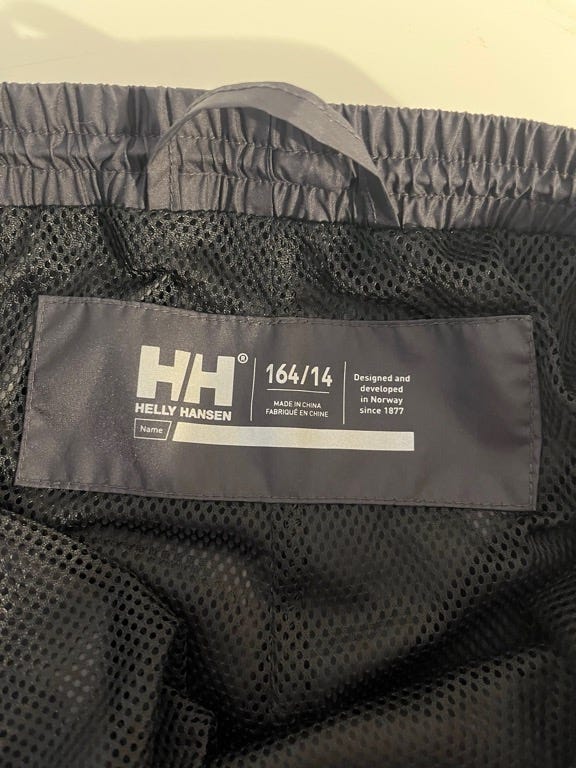 HH®
HELLY HANSEN
Name
164/14
MADE IN CHINA
FABRIQUÉ EN CHINE
Designed and
developed
in Norway
since 1877